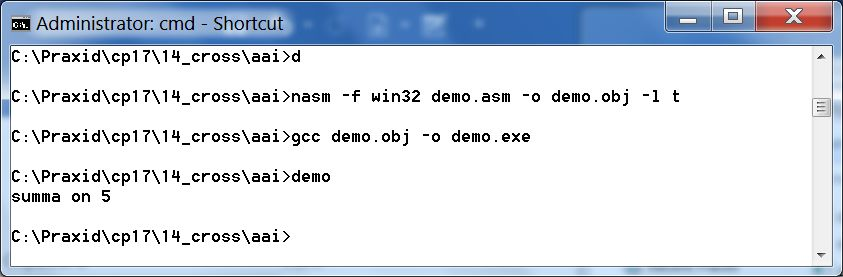 Administrator: cmd - Shortcut
C:\Praxid\cp17\14_cross\aai>d
C:\Praxid\cp17\14_cross\aai>nasm -f win32 demo.asm -o demo.obj -l t
C:\Praxid\cp17\14_cross\aai>gcc demo.obj -o demo.exe
C:\Praxid\cp17\14_cross\aai>demo
summa on 5
C:\Praxid\cp17\14_cross\aai>